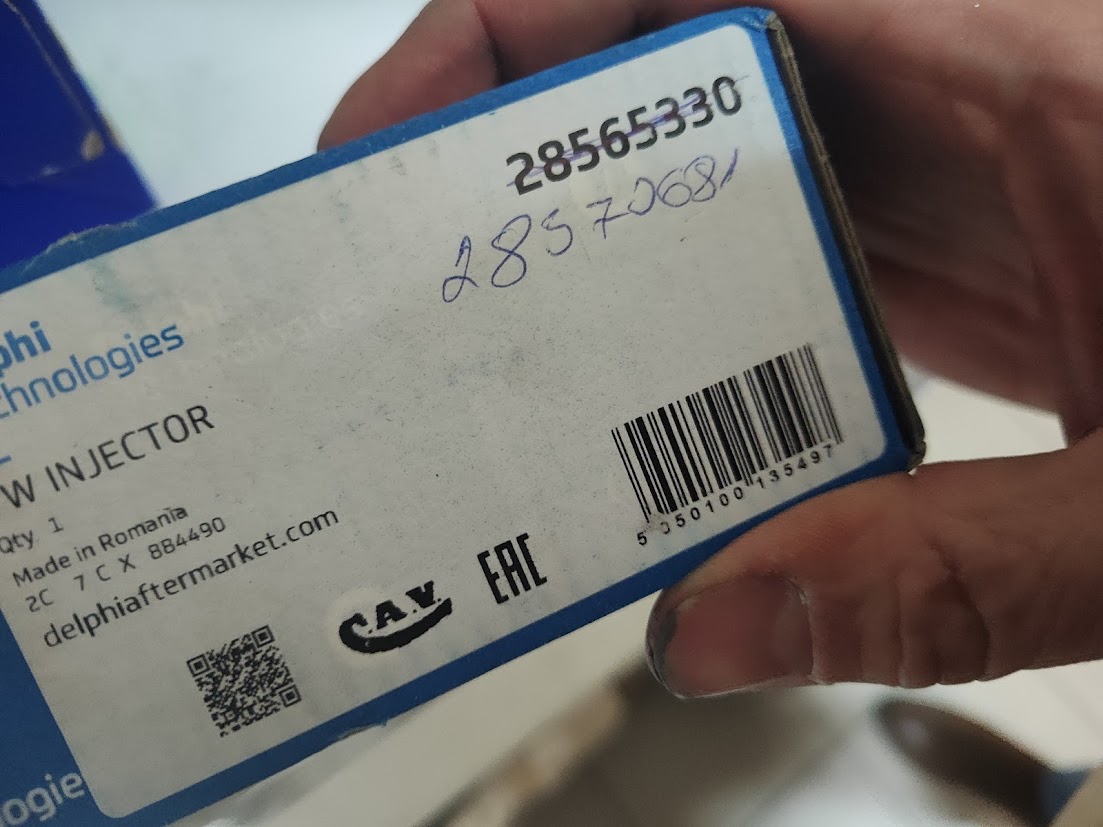 28565330
28570681
phi
chnologies
W INJECTOR
Qty 1
Made in Romania
2C 7 C X 884490
delphiaftermarket.com
C.A.V.
EAC
5 050100 135497
ogie